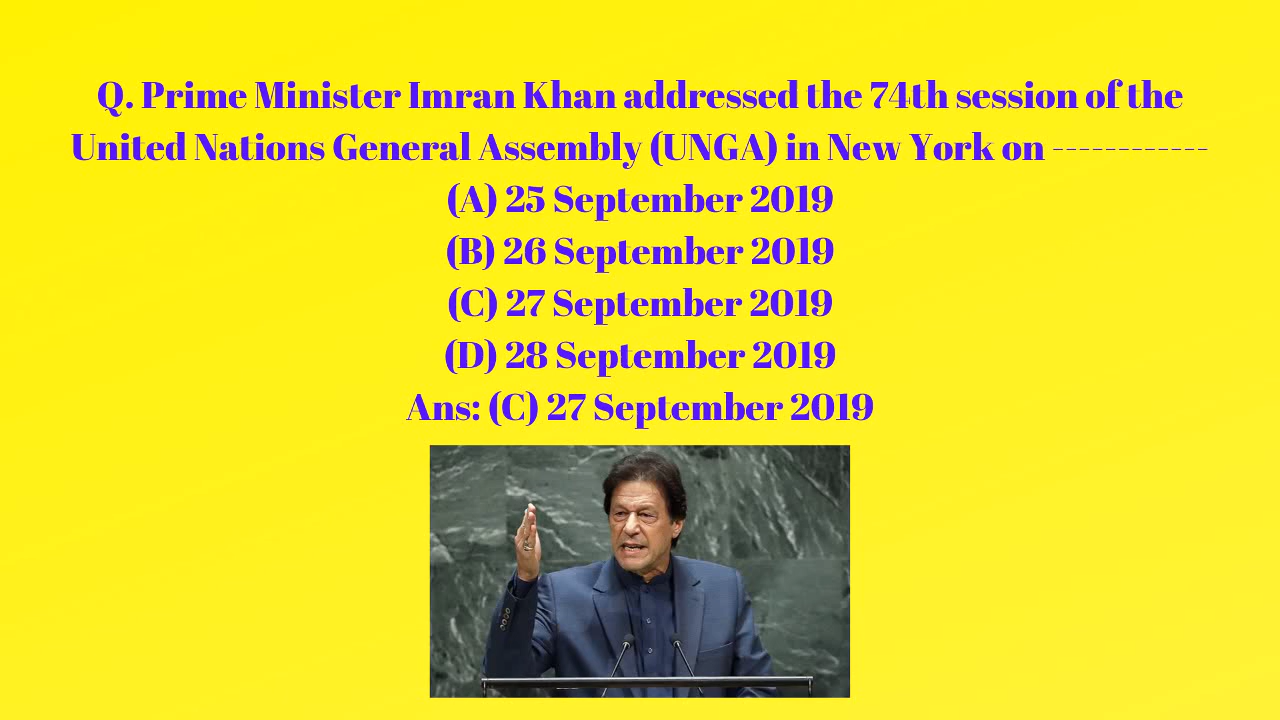 Q. Prime Minister Imran Khan addressed the 74th session of the
United Nations General Assembly (UNGA) in New York on ------------
(A) 25 September 2019
(B) 26 September 2019
(C) 27 September 2019
(D) 28 September 2019
Ans: (C) 27 September 2019